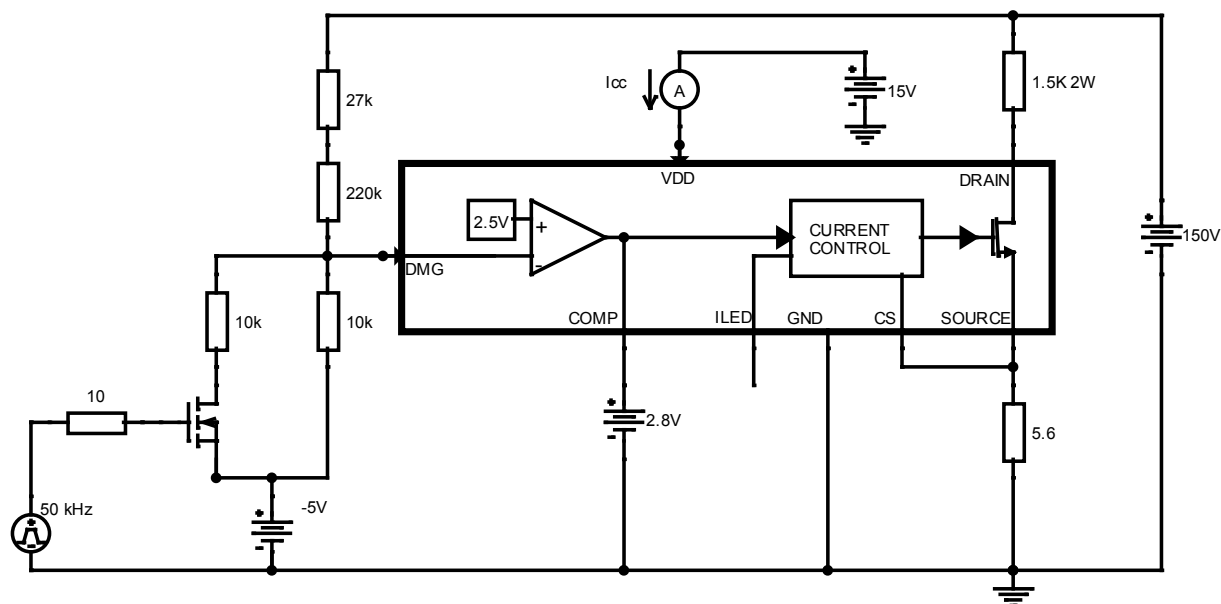 Icc
A
15V
27k
1.5K 2W
220k
VDD
DRAIN
2.5V
+
-
CURRENT
CONTROL
150V
DMG
10k
10k
COMP
ILED
GND
CS
SOURCE
10
2.8V
5.6
50 kHz
-5V